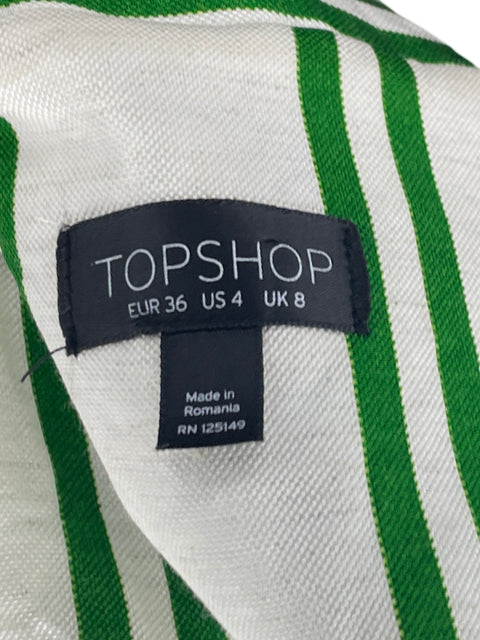 TOPSHOP
EUR 36 US 4 UK 8
Made in
Romania
RN 125149